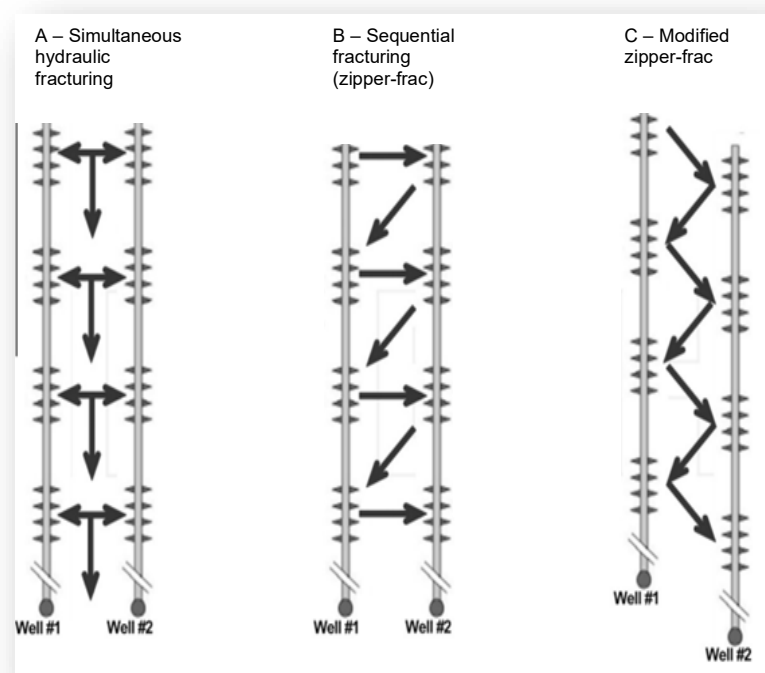 A – Simultaneous
hydraulic
fracturing
B – Sequential
fracturing
(zipper-frac)
C – Modified
zipper-frac
Well #1
Well #2
Well #1
Well #2
Well #1
Well #2